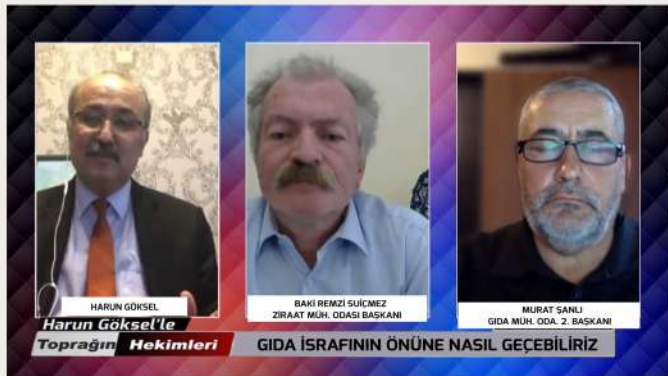 HARUN GÖKSEL
BAKİ REMZİ SUİÇMEZ
ZİRAAT MÜH. ODASI BAŞKANI
MURAT ŞANLI
GIDA MÜH. ODA. 2. BAŞKANI
Harun Göksel'le
Toprağın Hekimleri
GIDA İSRAFININ ÖNÜNE NASIL GEÇEBİLİRİZ